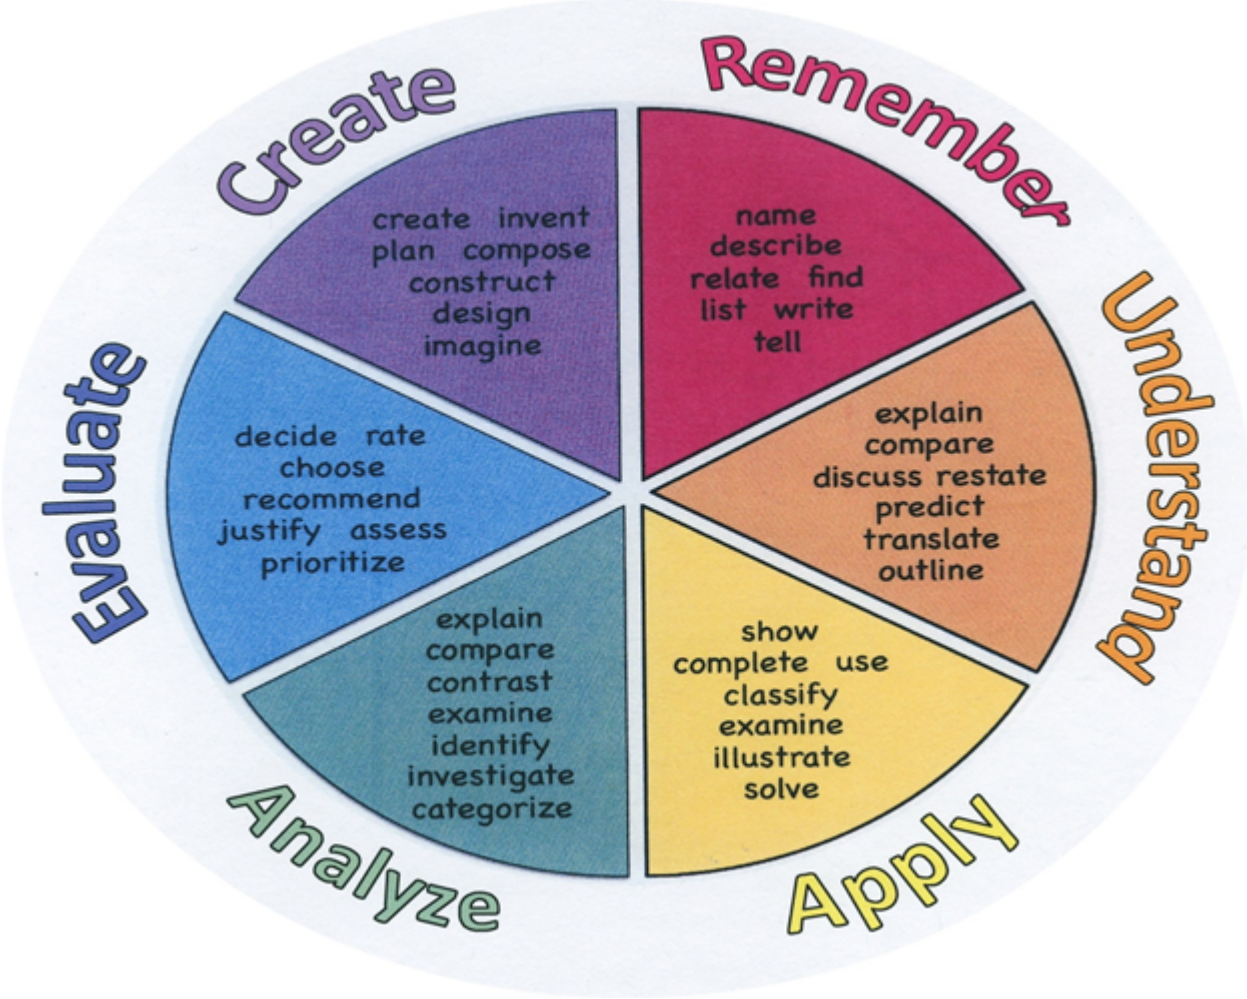 Create
create invent
plan compose
construct
design
imagine
Remember
name
describe
relate find
list write
tell
Understand
explain
compare
discuss restate
predict
translate
outline
Apply
show
complete use
classify
examine
illustrate
solve
Analyze
explain
compare
contrast
examine
identify
investigate
categorize
Evaluate
decide rate
choose
recommend
justify assess
prioritize